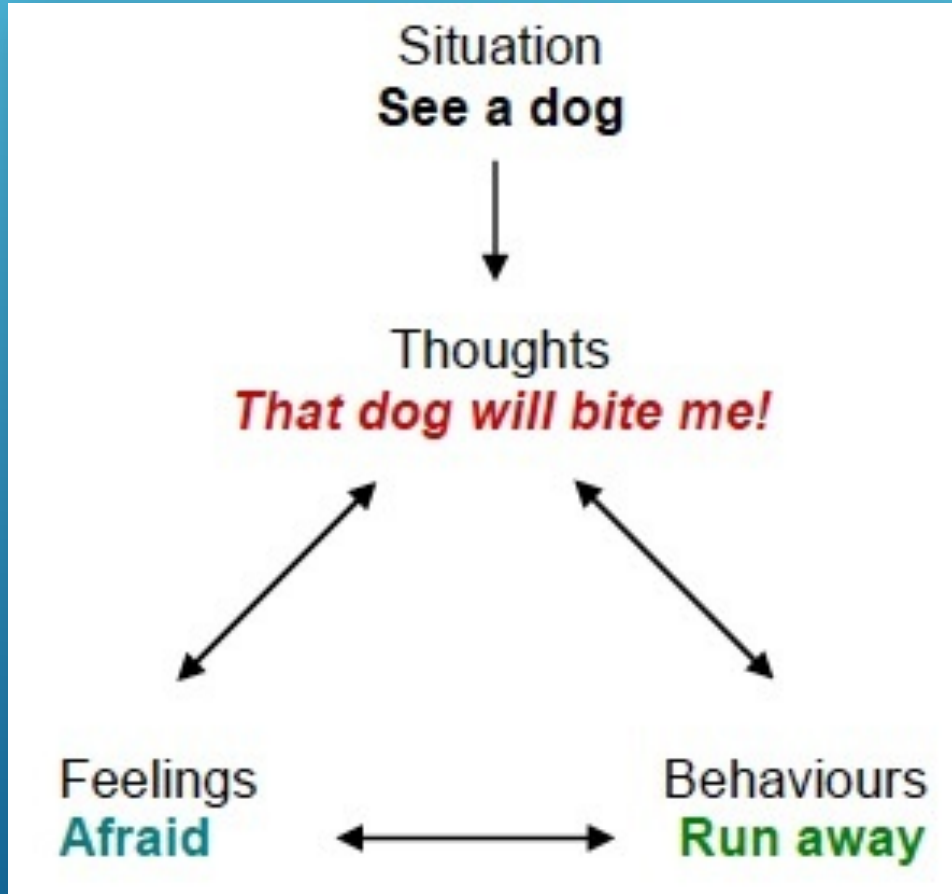 Situation
See a dog
Thoughts
That dog will bite me!
Feelings
Afraid
Behaviours
Run away